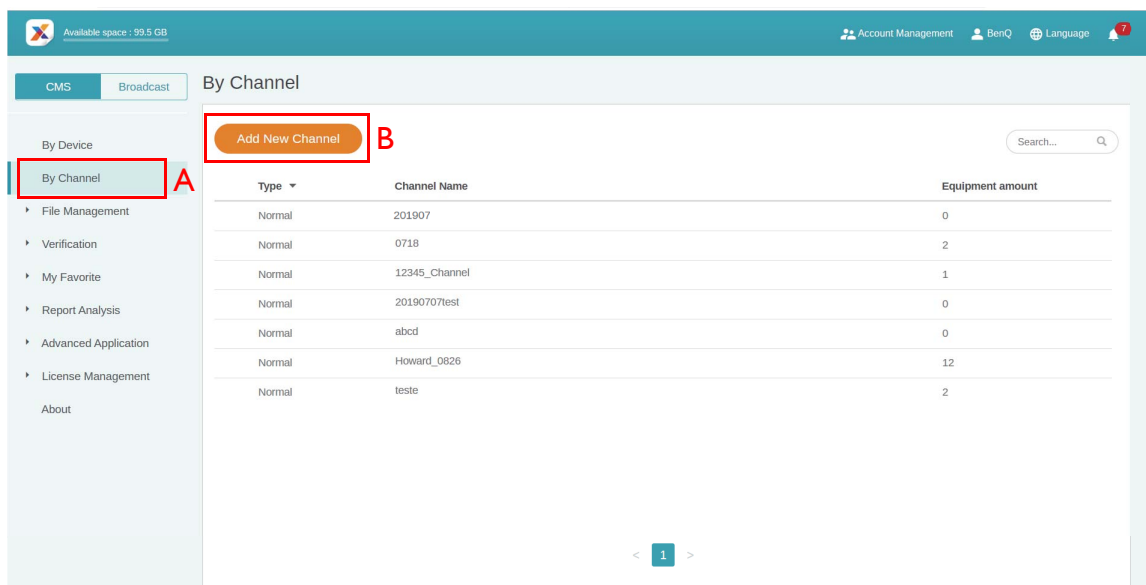 Available space : 99.5 GB
Account Management BenQ Language 7
CMS Broadcast
By Channel
Add New Channel B
Search...
By Device
By Channel A
File Management
Verification
My Favorite
Report Analysis
Advanced Application
License Management
About
Type Channel Name Equipment amount
Normal 201907 0
Normal 0718 2
Normal 12345_Channel 1
Normal 20190707test 0
Normal abcd 0
Normal Howard_0826 12
Normal teste 2
< 1 >